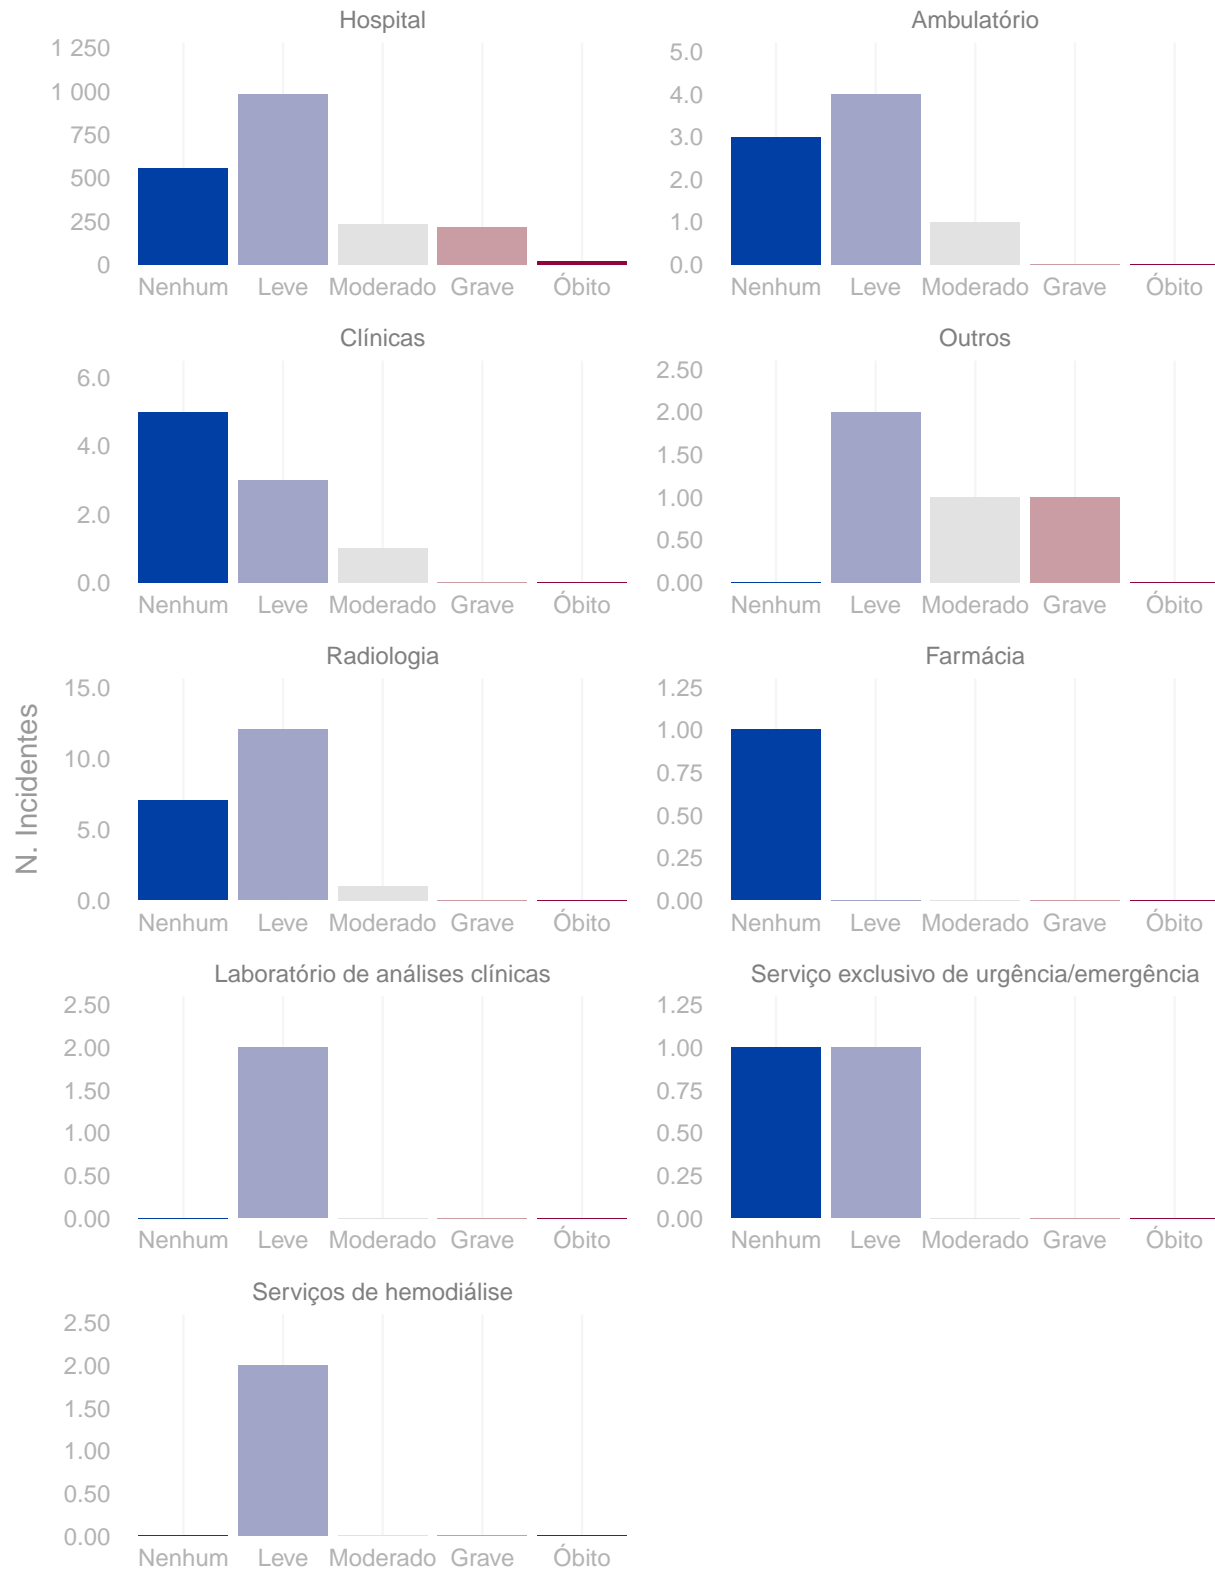 Hospital
1 250
1 000
750
500
250
0
Nenhum Leve Moderado Grave Óbito
Ambulatório
5.0
4.0
3.0
2.0
1.0
0.0
Nenhum Leve Moderado Grave Óbito
Clínicas
6.0
4.0
2.0
0.0
Nenhum Leve Moderado Grave Óbito
Outros
2.50
2.00
1.50
1.00
0.50
0.00
Nenhum Leve Moderado Grave Óbito
N. Incidentes
Radiologia
15.0
10.0
5.0
0.0
Nenhum Leve Moderado Grave Óbito
Farmácia
1.25
1.00
0.75
0.50
0.25
0.00
Nenhum Leve Moderado Grave Óbito
Laboratório de análises clínicas
2.50
2.00
1.50
1.00
0.50
0.00
Nenhum Leve Moderado Grave Óbito
Serviço exclusivo de urgência/emergência
1.25
1.00
0.75
0.50
0.25
0.00
Nenhum Leve Moderado Grave Óbito
Serviços de hemodiálise
2.50
2.00
1.50
1.00
0.50
0.00
Nenhum Leve Moderado Grave Óbito